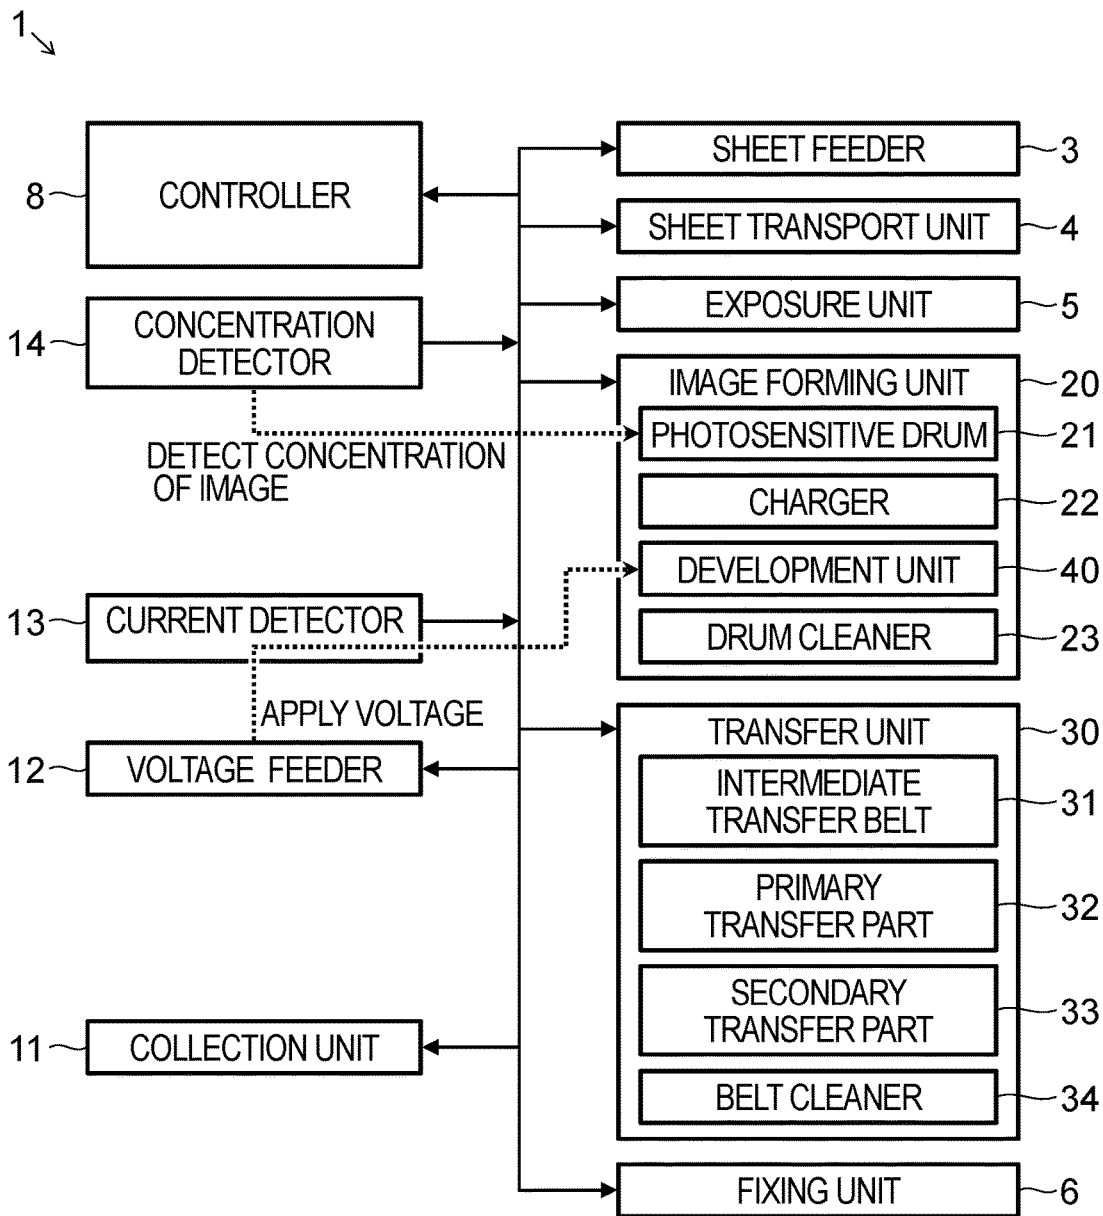 1
8
CONTROLLER
SHEET FEELER
3
SHEET TRANSPORT UNIT
4
EXPOSURE UNIT
5
14
CONCENTRATION
DETECTOR
DETECT CONCENTRATION
OF IMAGE
IMAGE FORMING UNIT
20
PHOTOSENSITIVE DRUM
21
CHARGER
22
DEVELOPMENT UNIT
40
DRUM CLEANER
23
13
CURRENT DETECTOR
APPLY VOLTAGE
12
VOLTAGE FEEDER
TRANSFER UNIT
30
INTERMEDIATE
TRANSFER BELT
31
PRIMARY
TRANSFER PART
32
SECONDARY
TRANSFER PART
33
BELT CLEANER
34
11
COLLECTION UNIT
FIXING UNIT
6